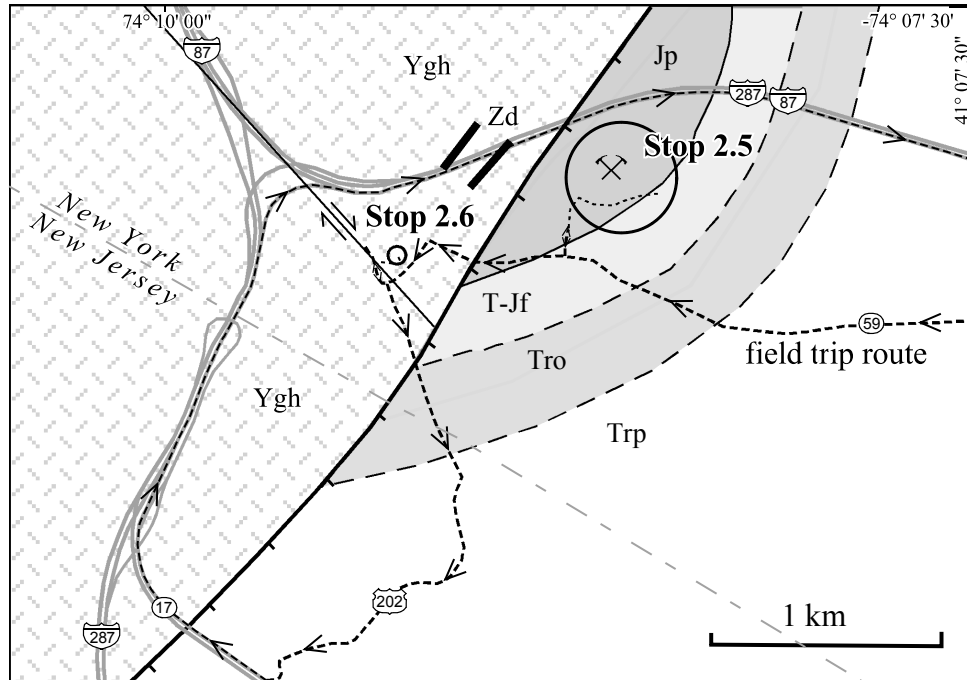 74° 10' 00"
-74° 07' 30"
41° 07' 30"
87
Ygh
Jp
287
87
Zd
Stop 2.5
Stop 2.6
New York
New Jersey
T-Jf
59
field trip route
Tro
Ygh
Trp
202
1 km
17
287